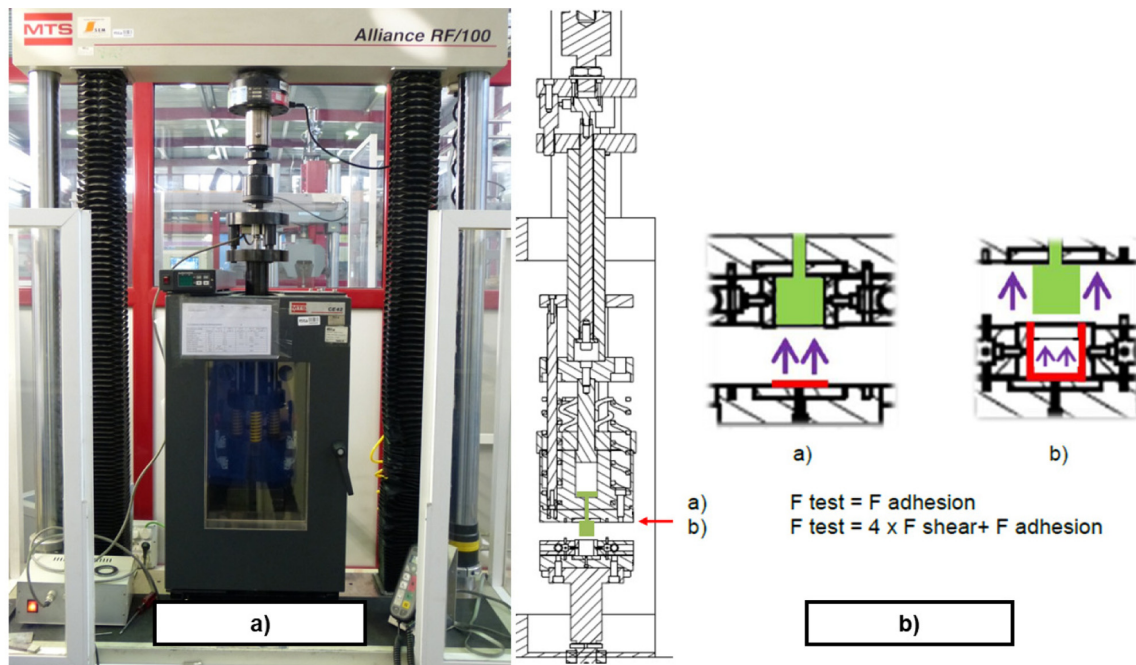 MTS
Alliance RF/100
a)
a)
b)
a) F test = F adhesion
b) F test = 4 x F shear+ F adhesion
b)